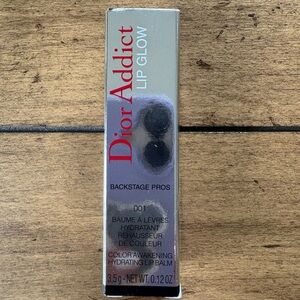 Dior Addict
LIP GLOW
BACKSTAGE PROS
001
BAUME À LÈVRES
HYDRATANT
REHAUSSEUR
DE COULEUR
COLOR AWAKENING
HYDRATING LIP BALM
3,5g - NET WT. 0.12 OZ